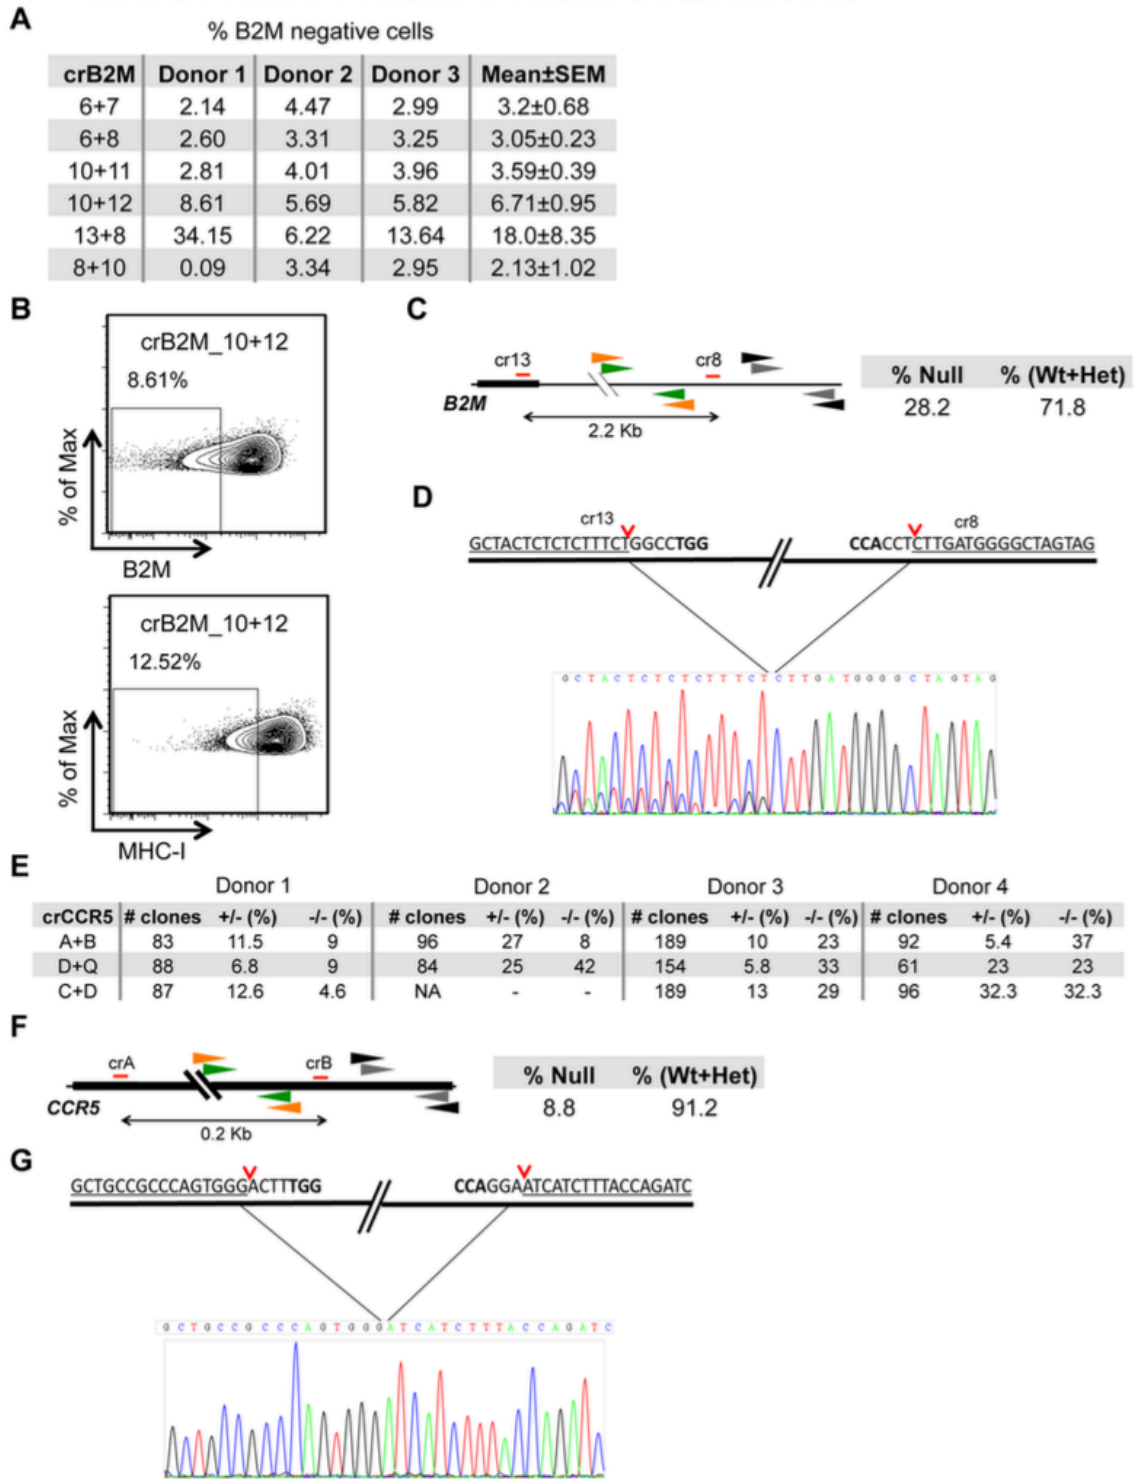 A
% B2M negative cells
crB2M Donor 1 Donor 2 Donor 3 Mean±SEM
6+7 2.14 4.47 2.99 3.2±0.68
6+8 2.60 3.31 3.25 3.05±0.23
10+11 2.81 4.01 3.96 3.59±0.39
10+12 8.61 5.69 5.82 6.71±0.95
13+8 34.15 6.22 13.64 18.0±8.35
8+10 0.09 3.34 2.95 2.13±1.02
B
crB2M_10+12
8.61%
% of Max
B2M
crB2M_10+12
12.52%
% of Max
MHC-I
C
cr13 cr8
B2M
2.2 Kb
% Null % (Wt+Het)
28.2 71.8
D
cr13 cr8
GCTACTCTCTCTTTCTGGCCTGG CCACCTCTTGATGGGGCTAGTAG
GCTACTCTCTCTTTCTCTTGATGGGGCTAGTAG
E
Donor 1 Donor 2 Donor 3 Donor 4
crCCR5 # clones +/- (%) -/- (%) # clones +/- (%) -/- (%) # clones +/- (%) -/- (%) # clones +/- (%) -/- (%)
A+B 83 11.5 9 96 27 8 189 10 23 92 5.4 37
D+Q 88 6.8 9 84 25 42 154 5.8 33 61 23 23
C+D 87 12.6 4.6 NA - - 189 13 29 96 32.3 32.3
F
crA crB
CCR5
0.2 Kb
% Null % (Wt+Het)
8.8 91.2
G
GCTGCCGCCCAGTGGGACTTTGG CCAGGAATCATCTTTACCAGATC
GCTGCCGCCCAGTGGGATCATCTTTACCAGATC